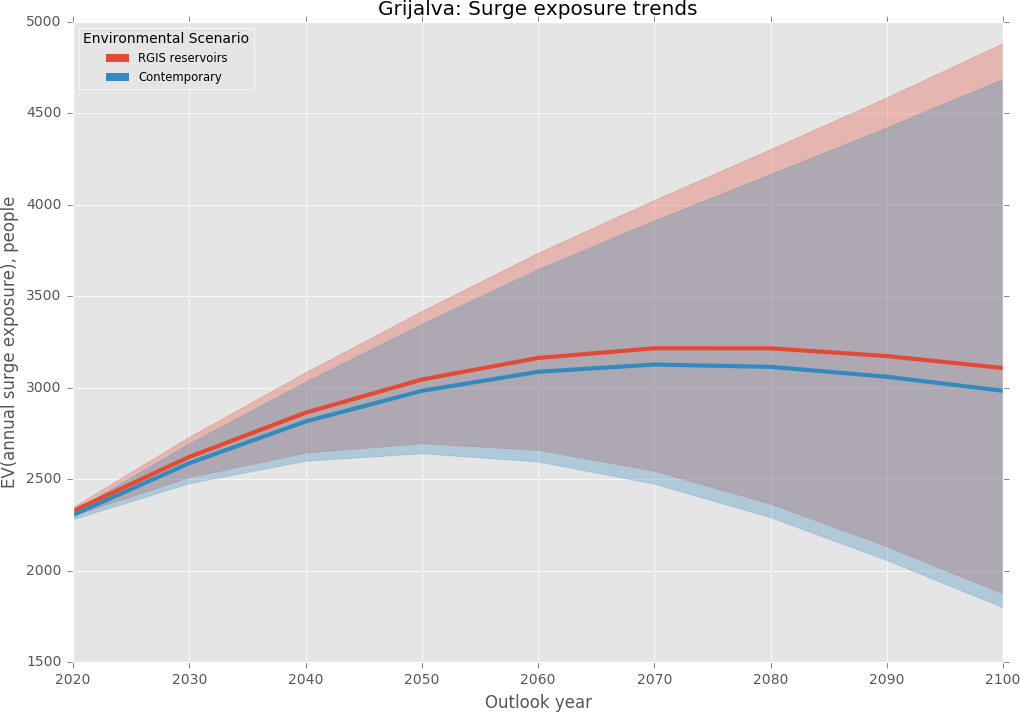 Grijalva: Surge exposure trends
Environmental Scenario
RGIS reservoirs
Contemporary
EV(annual surge exposure), people
5000
4500
4000
3500
3000
2500
2000
1500
2020 2030 2040 2050 2060 2070 2080 2090 2100
Outlook year